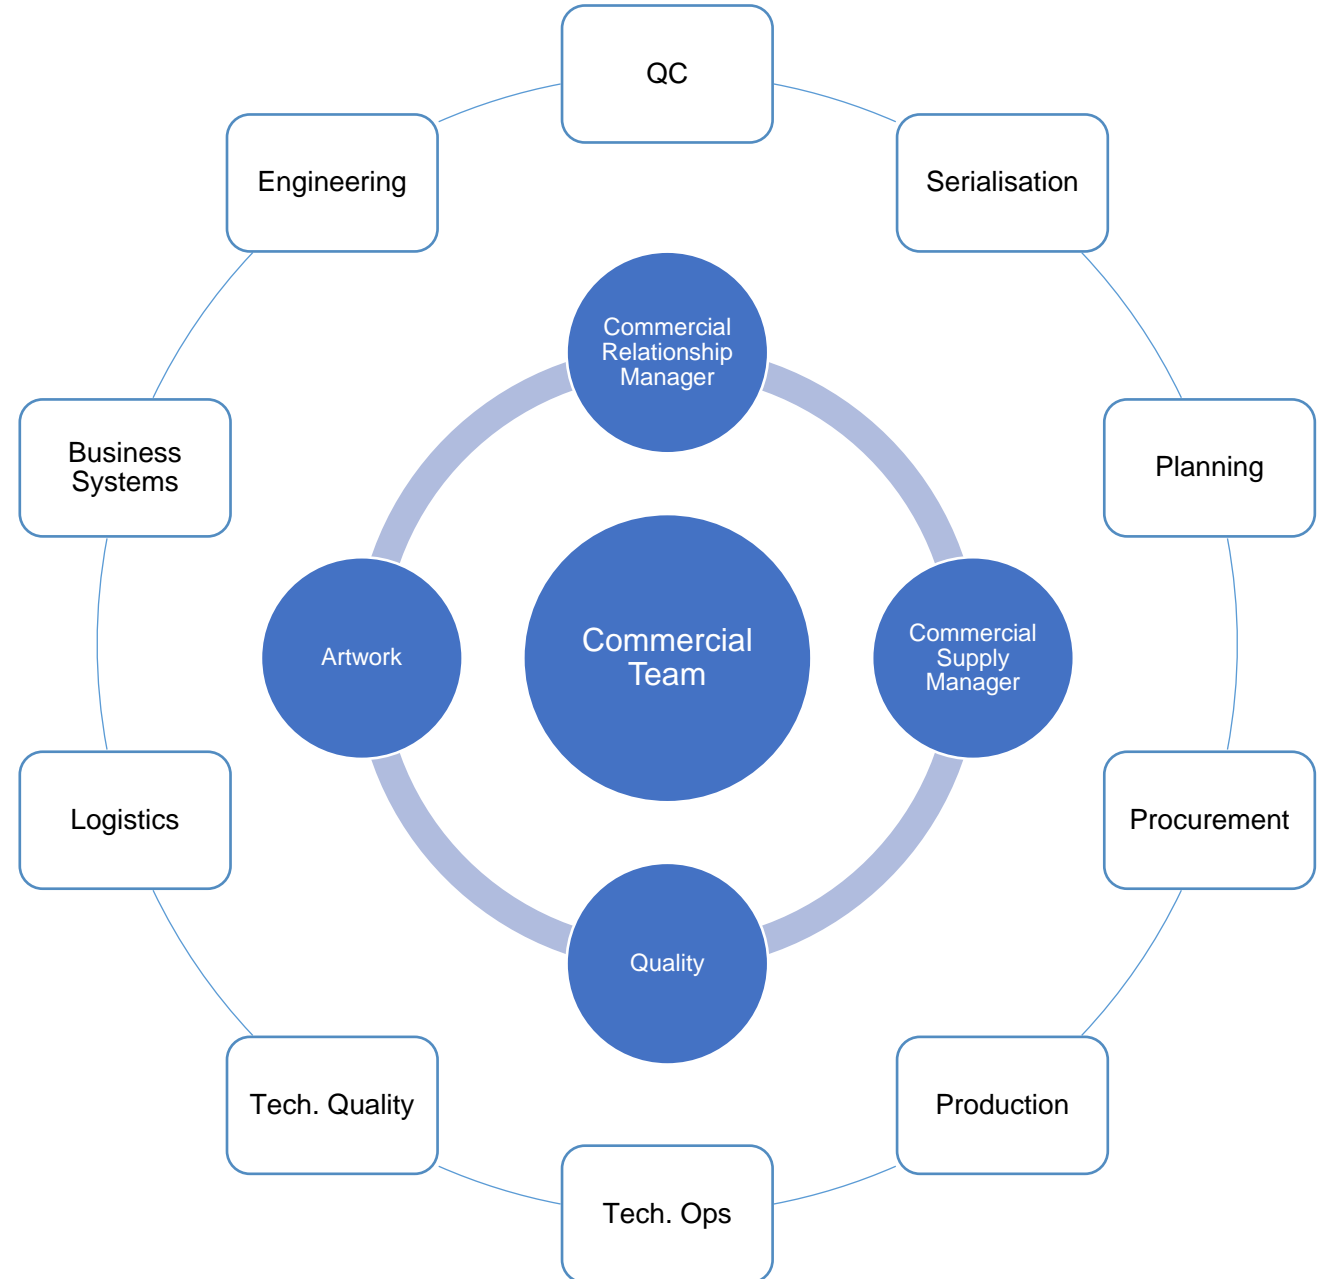 QC
Engineering
Serialisation
Commercial
Relationship
Manager
Business
Systems
Planning
Artwork
Commercial
Team
Commercial
Supply
Manager
Logistics
Procurement
Quality
Tech. Quality
Production
Tech. Ops